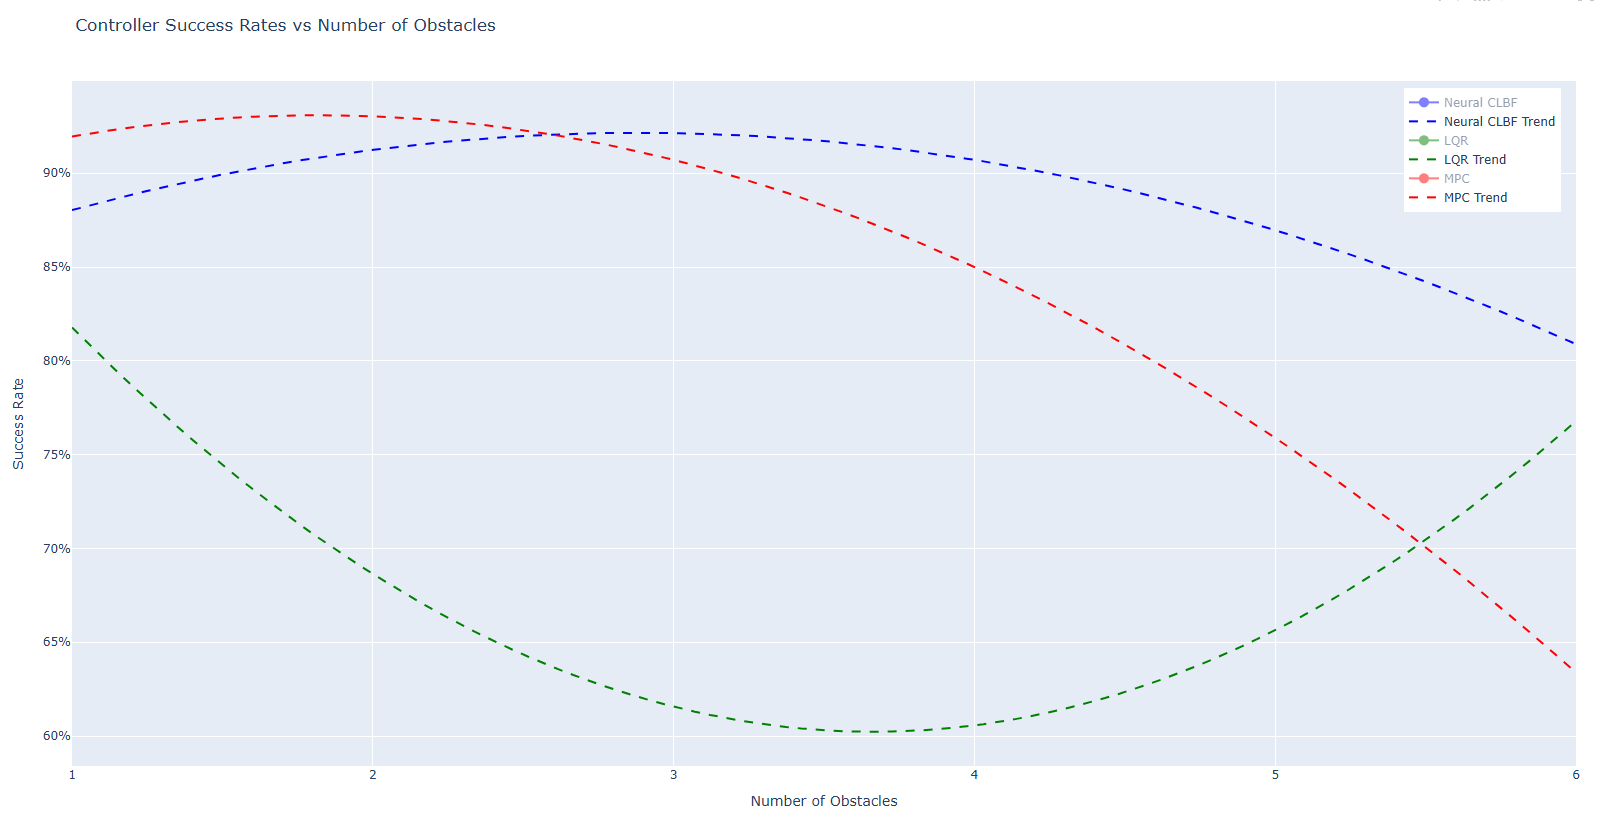 Controller Success Rates vs Number of Obstacles
Neural CLBF
Neural CLBF Trend
LQR
LQR Trend
MPC
MPC Trend
90%
85%
80%
75%
70%
65%
60%
Success Rate
1 2 3 4 5 6
Number of Obstacles